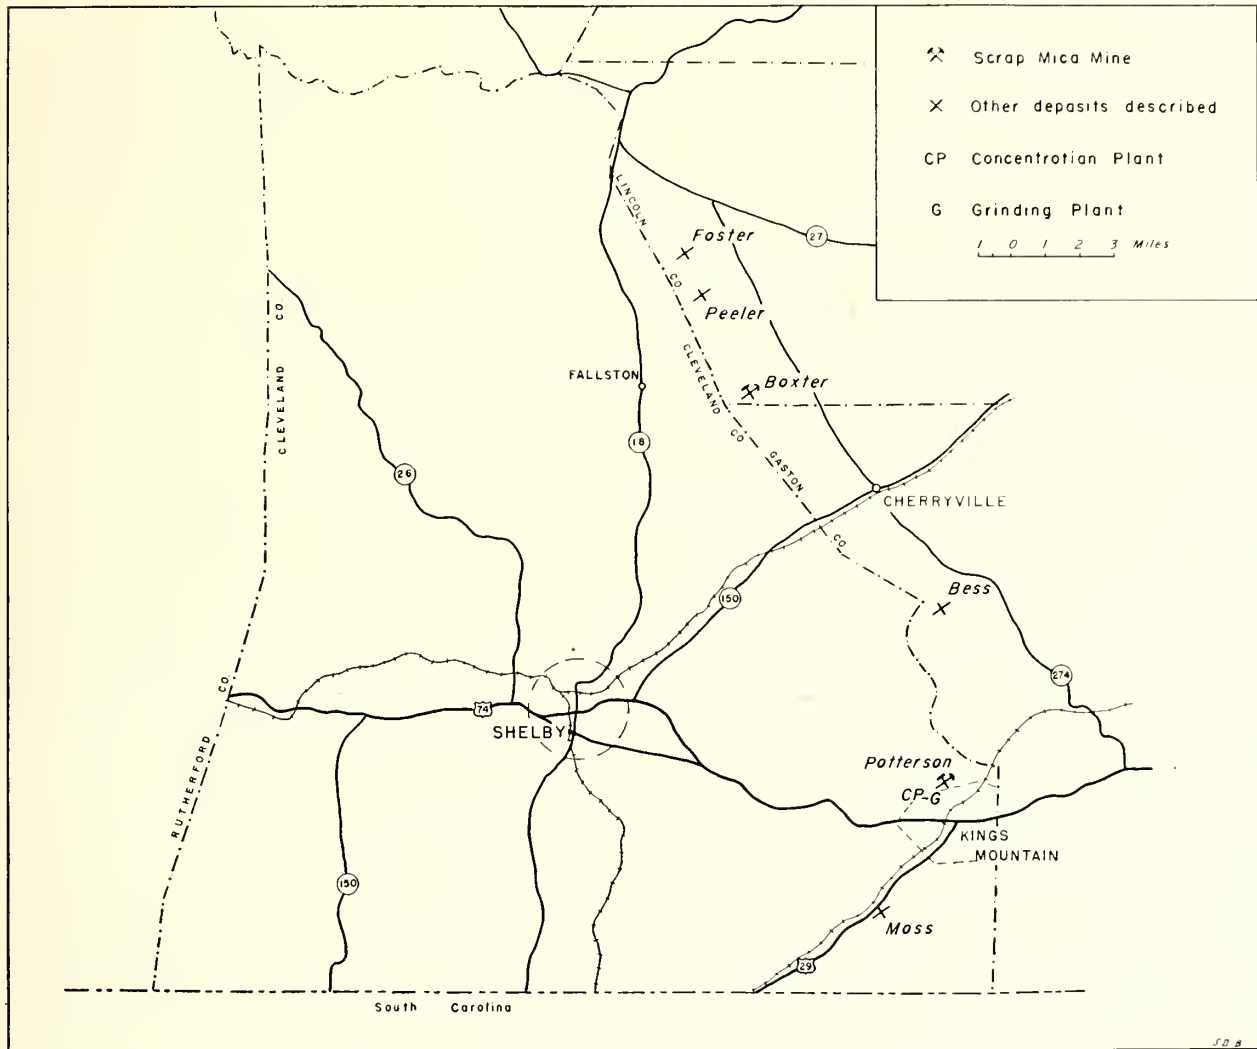 Scrap Mica Mine
Other deposits described
CP Concentration Plant
G Grinding Plant
1 0 1 2 3 Miles
LINCOLN CO.
Foster
27
Peeler
CLEVELAND CO.
CLEVELAND CO
FALLSTON
Baxter
18
GASTON CO.
26
CHERRYVILLE
150
Bess
274
RUTHERFORD CO.
74
SHELBY
Patterson
CP-G
KINGS
MOUNTAIN
150
Moss
29
South Carolina
S.D.B